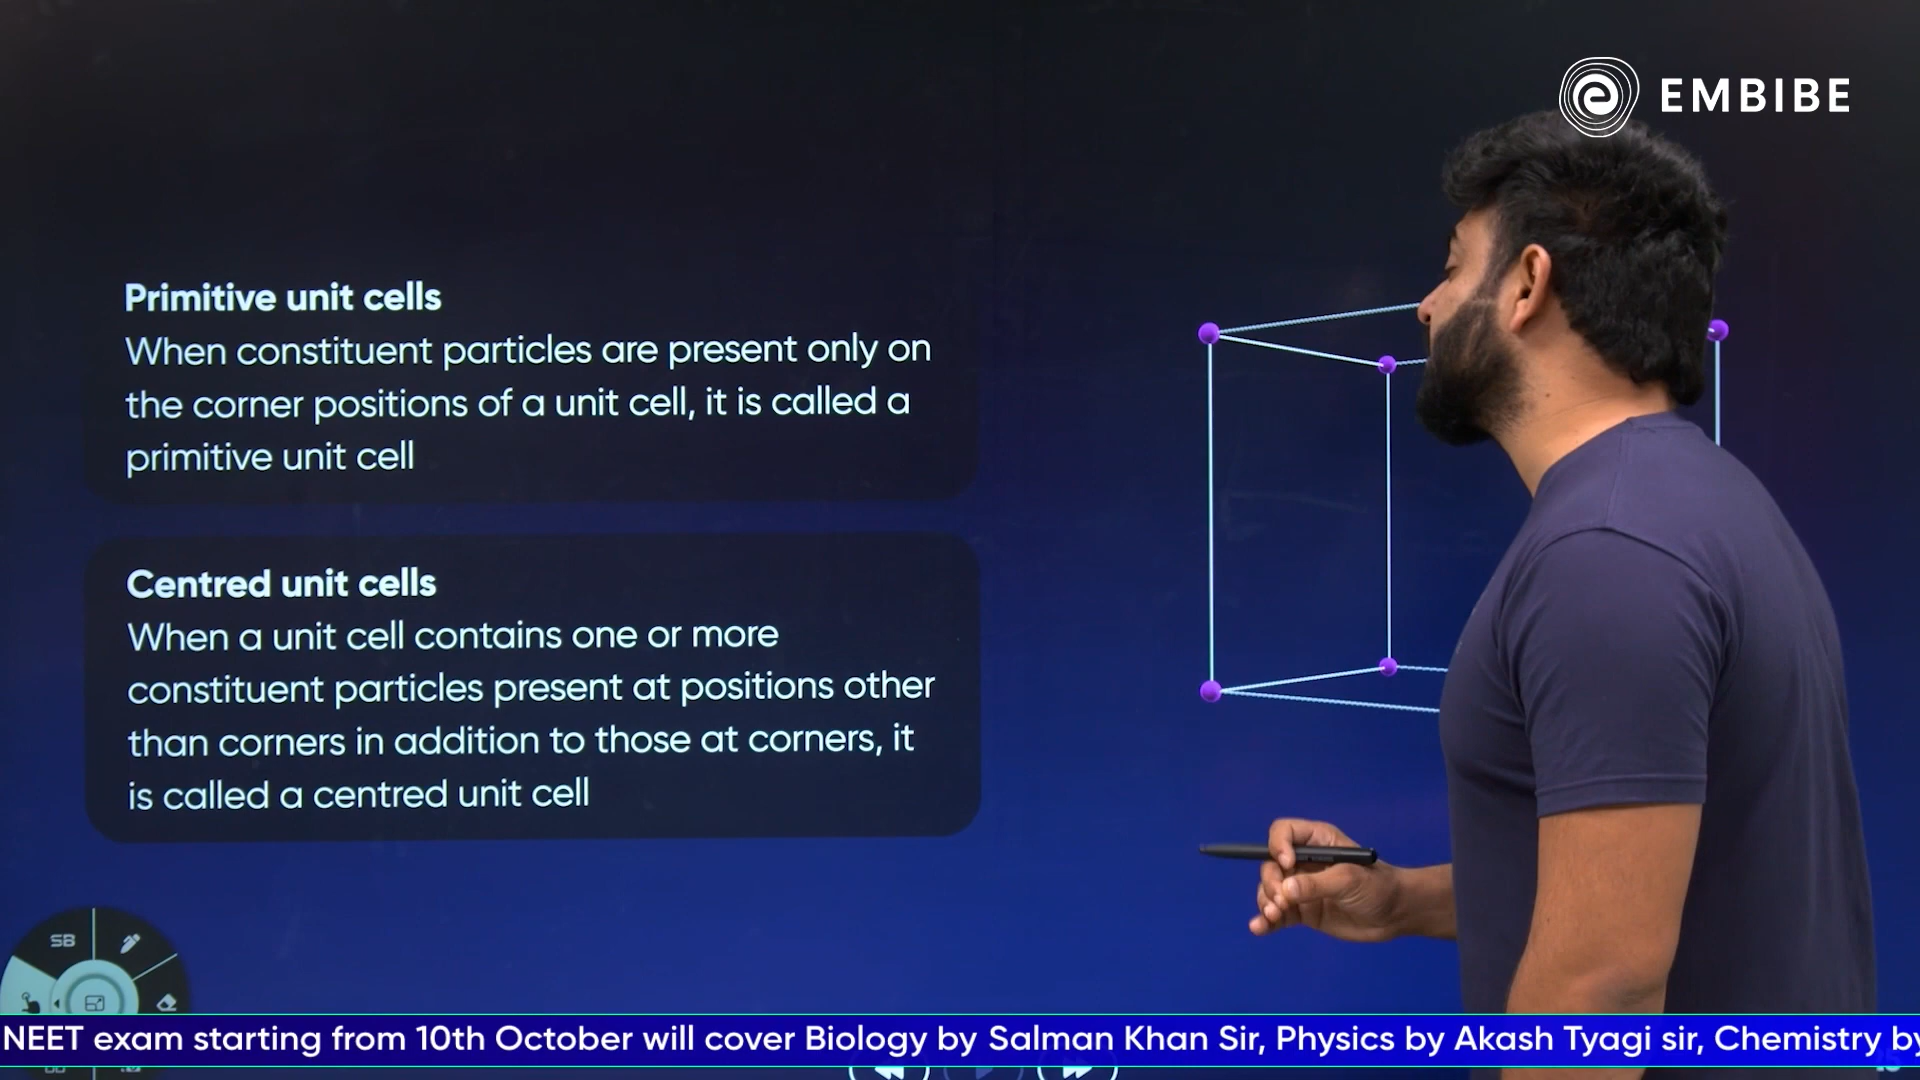 EMBIBE
Primitive unit cells
When constituent particles are present only on
the corner positions of a unit cell, it is called a
primitive unit cell
Centred unit cells
When a unit cell contains one or more
constituent particles present at positions other
than corners in addition to those at corners, it
is called a centred unit cell
SB
NEET exam starting from 10th October will cover Biology by Salman Khan Sir, Physics by Akash Tyagi sir, Chemistry by